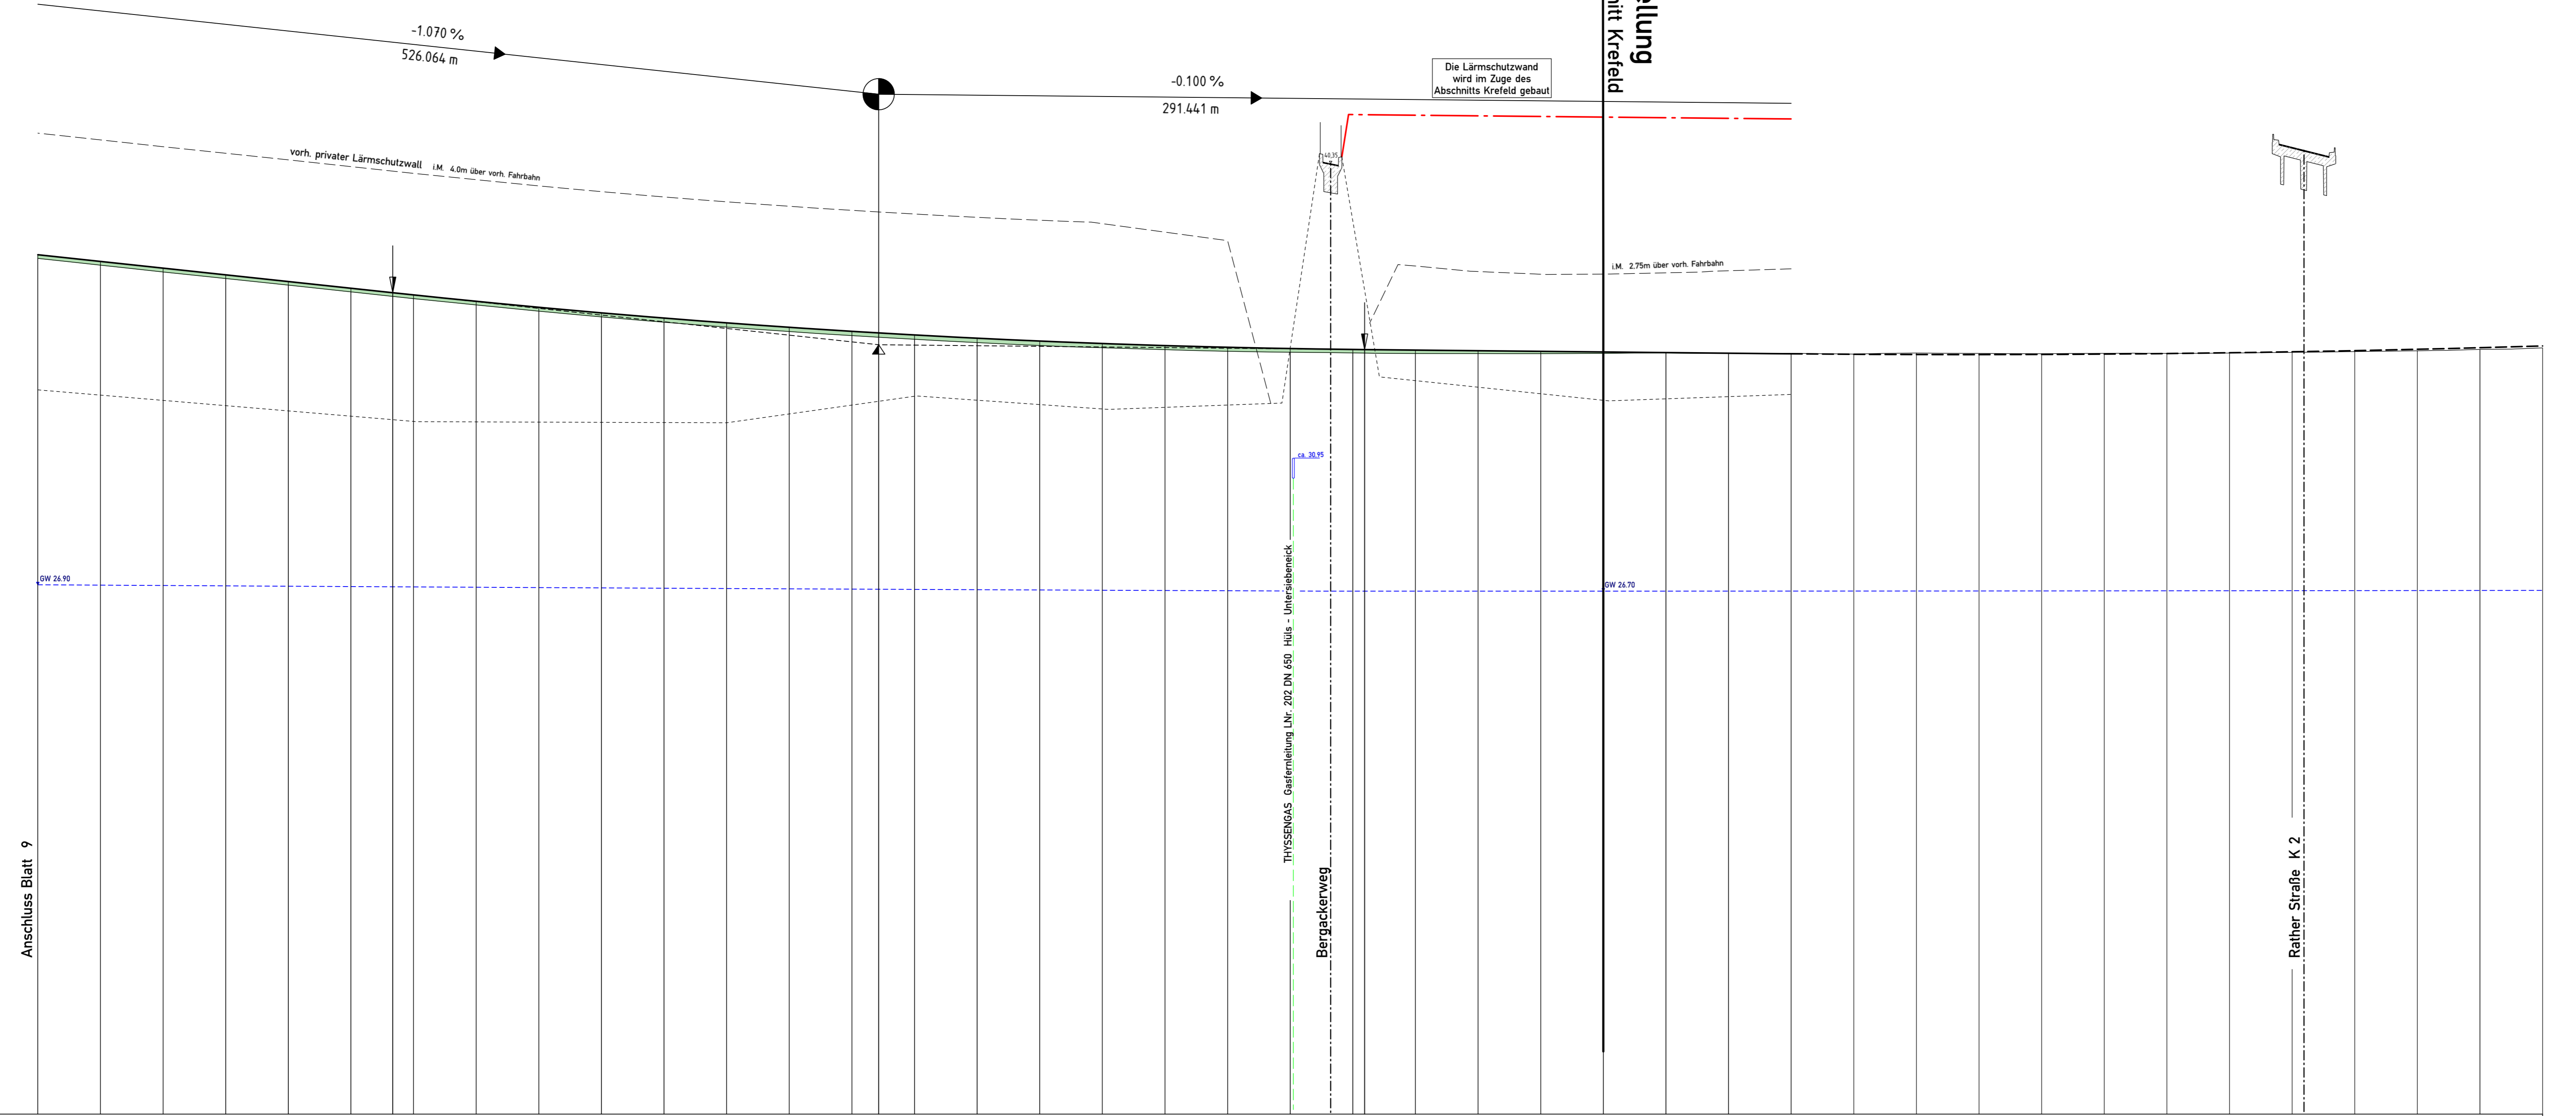 -1.070 %
526.064 m
-0.100 %
291.441 m
Die Lärmschutzwand
wird im Zuge des
Abschnitts Krefeld gebaut
Krefeld
vorh. privater Lärmschutzwall i.M. 4.0m über vorh. Fahrbahn
40,35
i.M. 2.75m über vorh. Fahrbahn
ca. 30.95
GW 26.90
GW 26.70
THYSSENGAS Gasfernleitung LNr. 202 DN 650 Hüls - Untersiebeneick
Anschluss Blatt 9
Bergackerweg
Rather Straße K 2